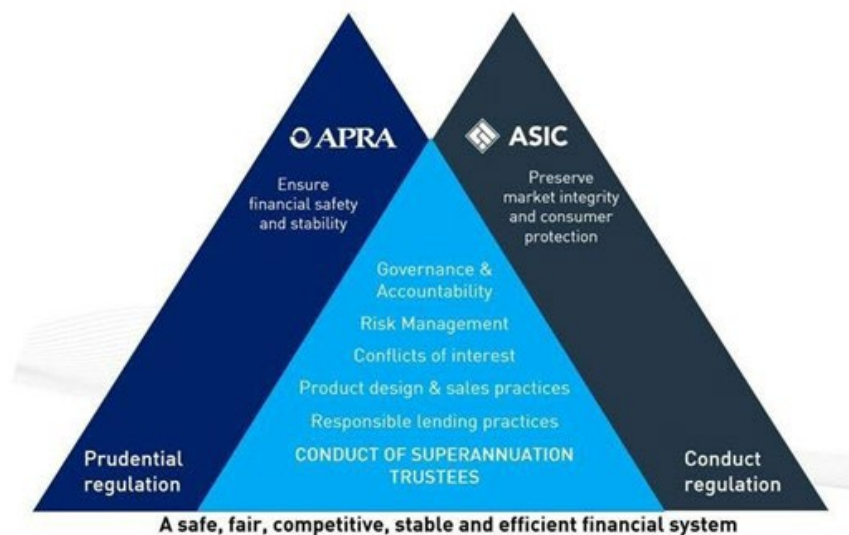 APRA
Ensure
financial safety
and stability
ASIC
Preserve
market integrity
and consumer
protection
Governance &
Accountability
Risk Management
Conflicts of interest
Product design & sales practices
Responsible lending practices
CONDUCT OF SUPERANNUATION
TRUSTEES
Prudential
regulation
Conduct
regulation
A safe, fair, competitive, stable and efficient financial system